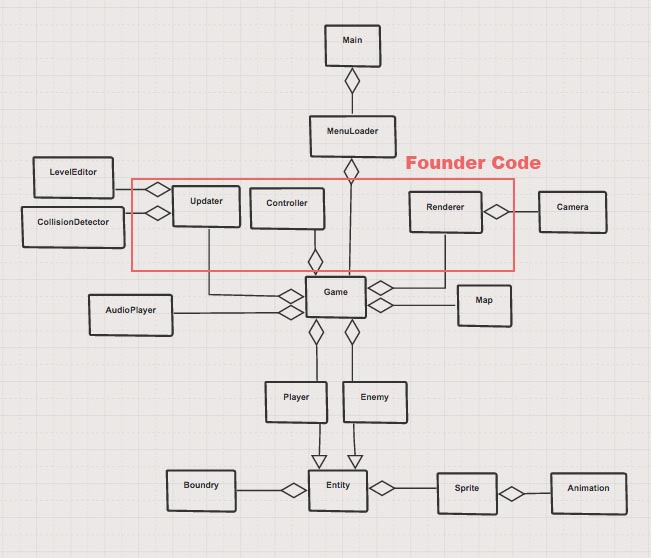 Main
MenuLoader
Founder Code
LevelEditor
Updater
Controller
Renderer
Camera
CollisionDetector
Game
AudioPlayer
Map
Player
Enemy
Boundry
Entity
Sprite
Animation